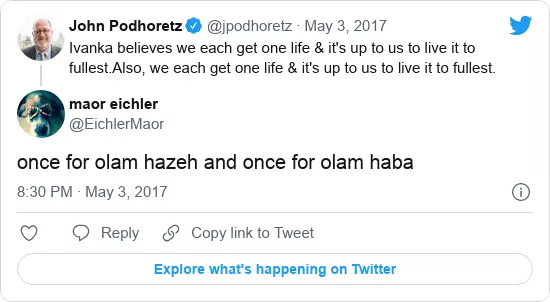 John Podhoretz @jpodhoretz · May 3, 2017
Ivanka believes we each get one life & it's up to us to live it to
fullest.Also, we each get one life & it's up to us to live it to fullest.
maor eichler
@EichlerMaor
once for olam hazeh and once for olam haba
8:30 PM · May 3, 2017
Reply Copy link to Tweet
Explore what's happening on Twitter